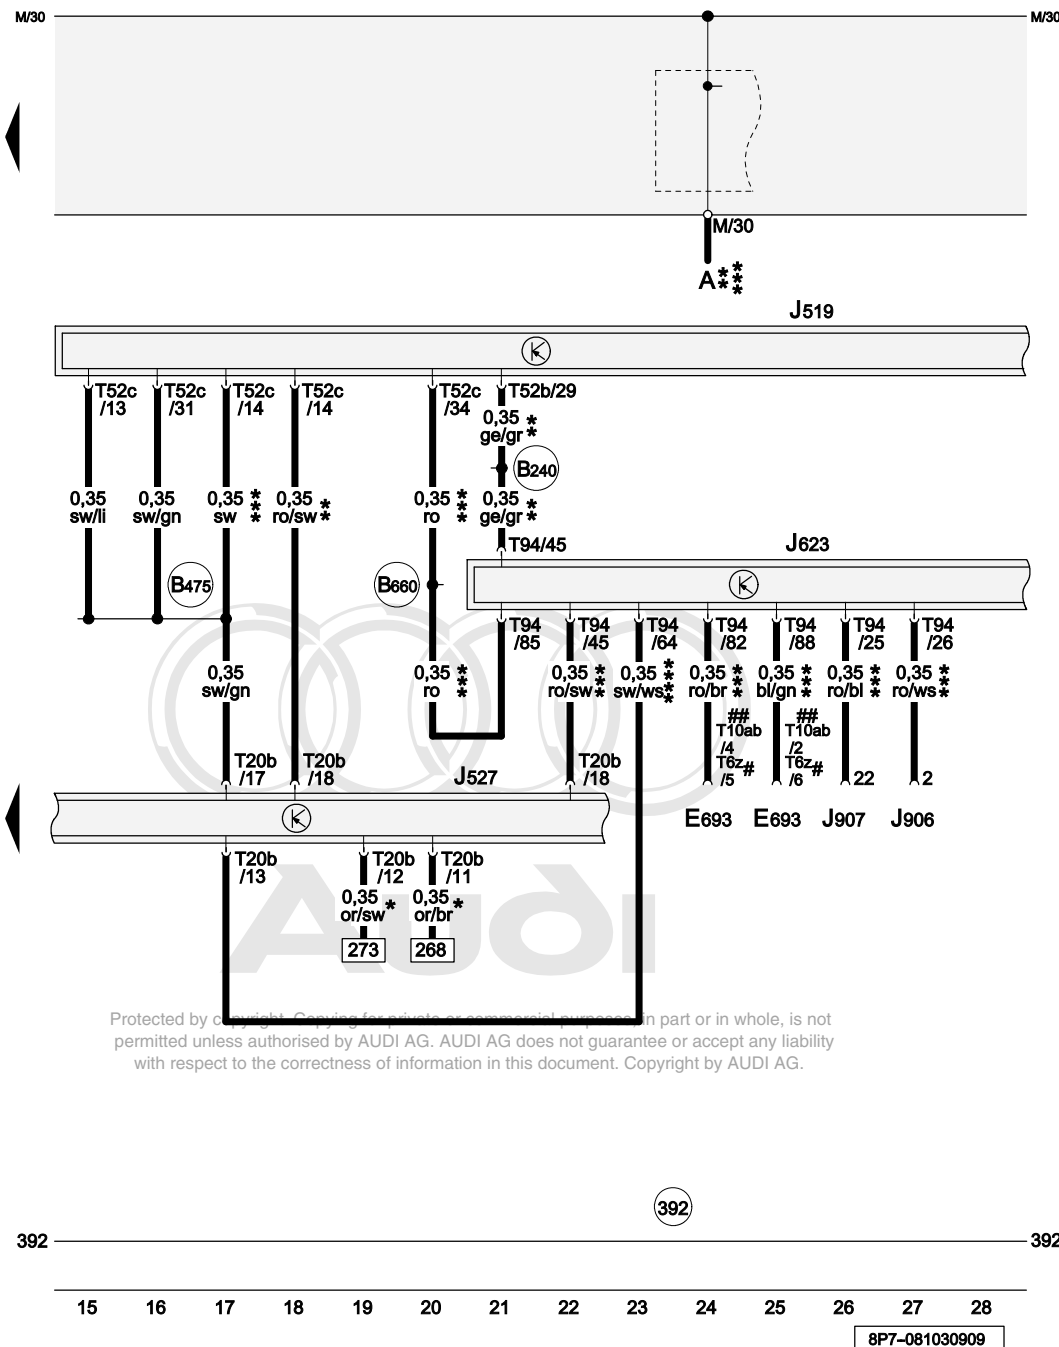 M/30 M/30
M/30
A*****
J519
T52c T52c T52c T52c T52c T52b/29
/13 /31 /14 /14 /34
0,35
ge/gr **
B240
0,35 0,35 0,35 *** 0,35 0,35 *** 0,35
sw/li sw/gn sw ro/sw * ro ge/gr **
T94/45 J623
B475 B660
T94 T94 T94 T94 T94 T94 T94
/85 /45 /64 /82 /88 /25 /26
0,35 0,35 *** 0,35 *** 0,35 **** 0,35 *** 0,35 *** 0,35 *** 0,35 ***
sw/gn ro ro/sw sw/ws ro/br bl/gn ro/bl ro/ws
## ##
T10ab T10ab
/4 /2
T20b T20b J527 T20b T6z# T6z# 22 2
/17 /18 /18 /5 /6
E693 E693 J907 J906
T20b T20b T20b
/13 /12 /11
0,35 0,35
or/sw * or/br *
273 268
Audi
Protected by copyright. Copying for private or commercial purposes, in part or in whole, is not
permitted unless authorised by AUDI AG. AUDI AG does not guarantee or accept any liability
with respect to the correctness of information in this document. Copyright by AUDI AG.
392
392 392
15 16 17 18 19 20 21 22 23 24 25 26 27 28
8P7-081030909